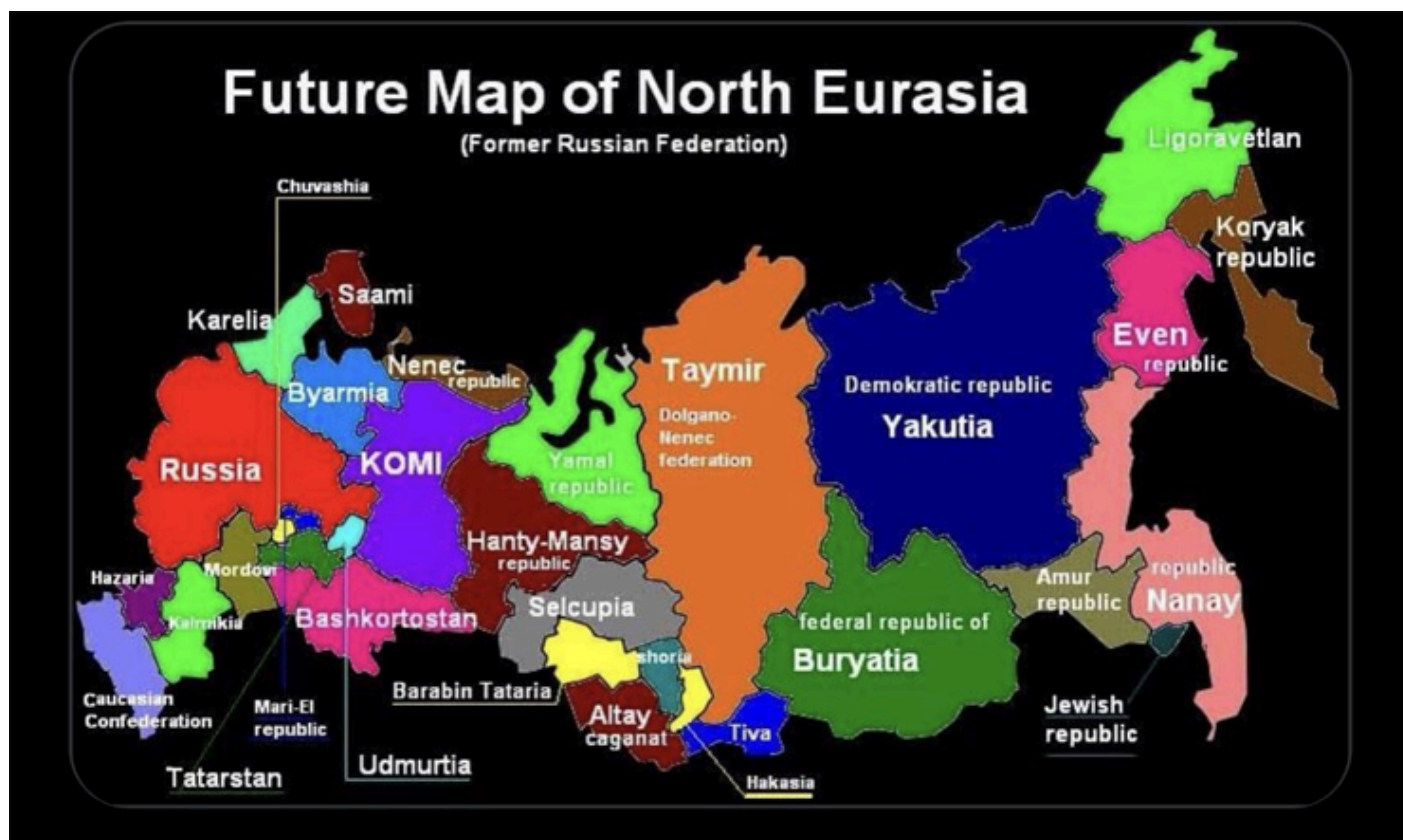 Future Map of North Eurasia
(Former Russian Federation)
Ligoravetlan
Chuvashia
Koryak
republic
Saami
Karelia
Even
republic
Nenec
republic
Taymir
Dolgano-
Nenec
federation
Demokratic republic
Yakutia
Byarmia
KOMI
Russia
Yamal
republic
Hanty-Mansy
republic
Mordovi
Hazaria
Kalmikia
Bashkortostan
Selcupia
shoria
Amur
republic
republic
Nanay
federal republic of
Buryatia
Barabin Tataria
Caucasian
Confederation
Mari-El
republic
Altay
caganat
Tiva
Jewish
republic
Tatarstan
Udmurtia
Hakasia